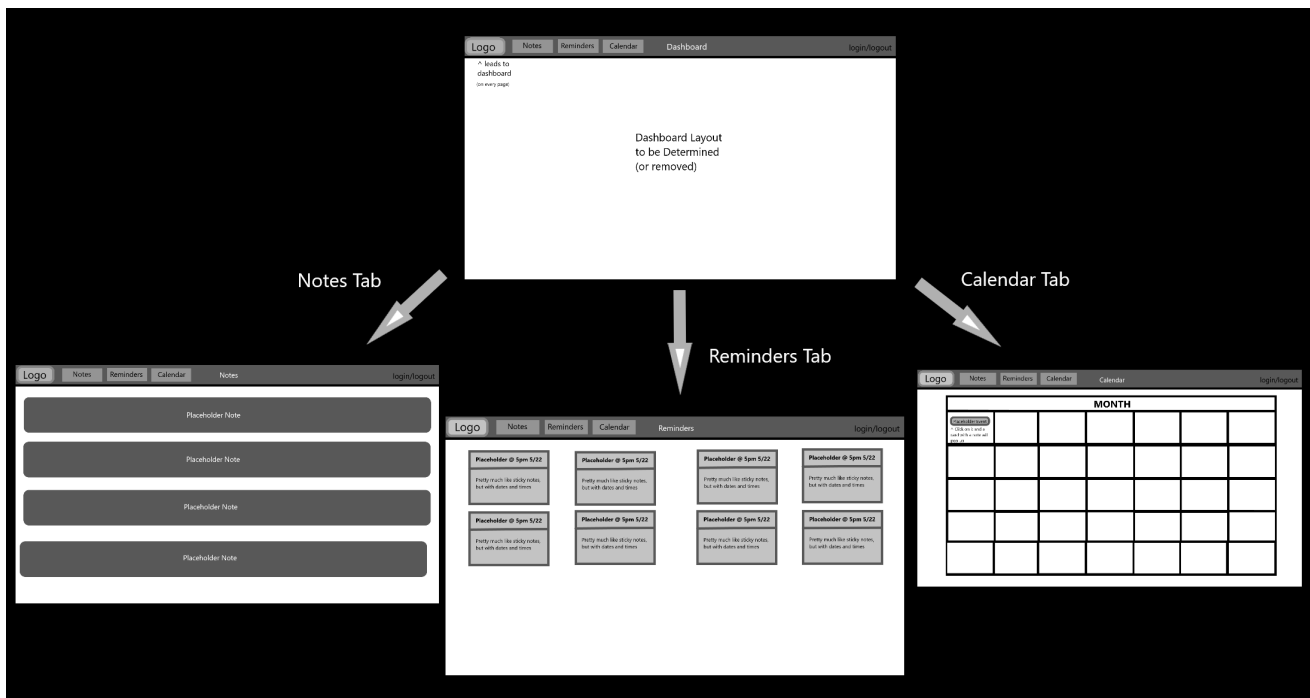 Logo Notes Reminders Calendar Dashboard login/logout
^ leads to
dashboard
(on every page)
Dashboard Layout
to be Determined
(or removed)
Notes Tab
Reminders Tab
Calendar Tab
Logo Notes Reminders Calendar Notes login/logout
Placeholder Note
Placeholder Note
Placeholder Note
Placeholder Note
Logo Notes Reminders Calendar Reminders login/logout
Placeholder @ 5pm 5/22
Pretty much like sticky notes,
but with dates and times
Placeholder @ 5pm 5/22
Pretty much like sticky notes,
but with dates and times
Placeholder @ 5pm 5/22
Pretty much like sticky notes,
but with dates and times
Placeholder @ 5pm 5/22
Pretty much like sticky notes,
but with dates and times
Placeholder @ 5pm 5/22
Pretty much like sticky notes,
but with dates and times
Placeholder @ 5pm 5/22
Pretty much like sticky notes,
but with dates and times
Placeholder @ 5pm 5/22
Pretty much like sticky notes,
but with dates and times
Placeholder @ 5pm 5/22
Pretty much like sticky notes,
but with dates and times
Logo Notes Reminders Calendar Calendar login/logout
MONTH
Placeholder Event
^ Click on it and a